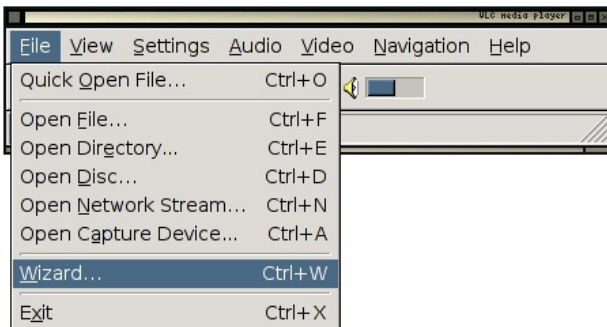 VLC media player
File View Settings Audio Video Navigation Help
Quick Open File... Ctrl+O
Open File... Ctrl+F
Open Directory... Ctrl+E
Open Disc... Ctrl+D
Open Network Stream... Ctrl+N
Open Capture Device... Ctrl+A
Wizard... Ctrl+W
Exit Ctrl+X